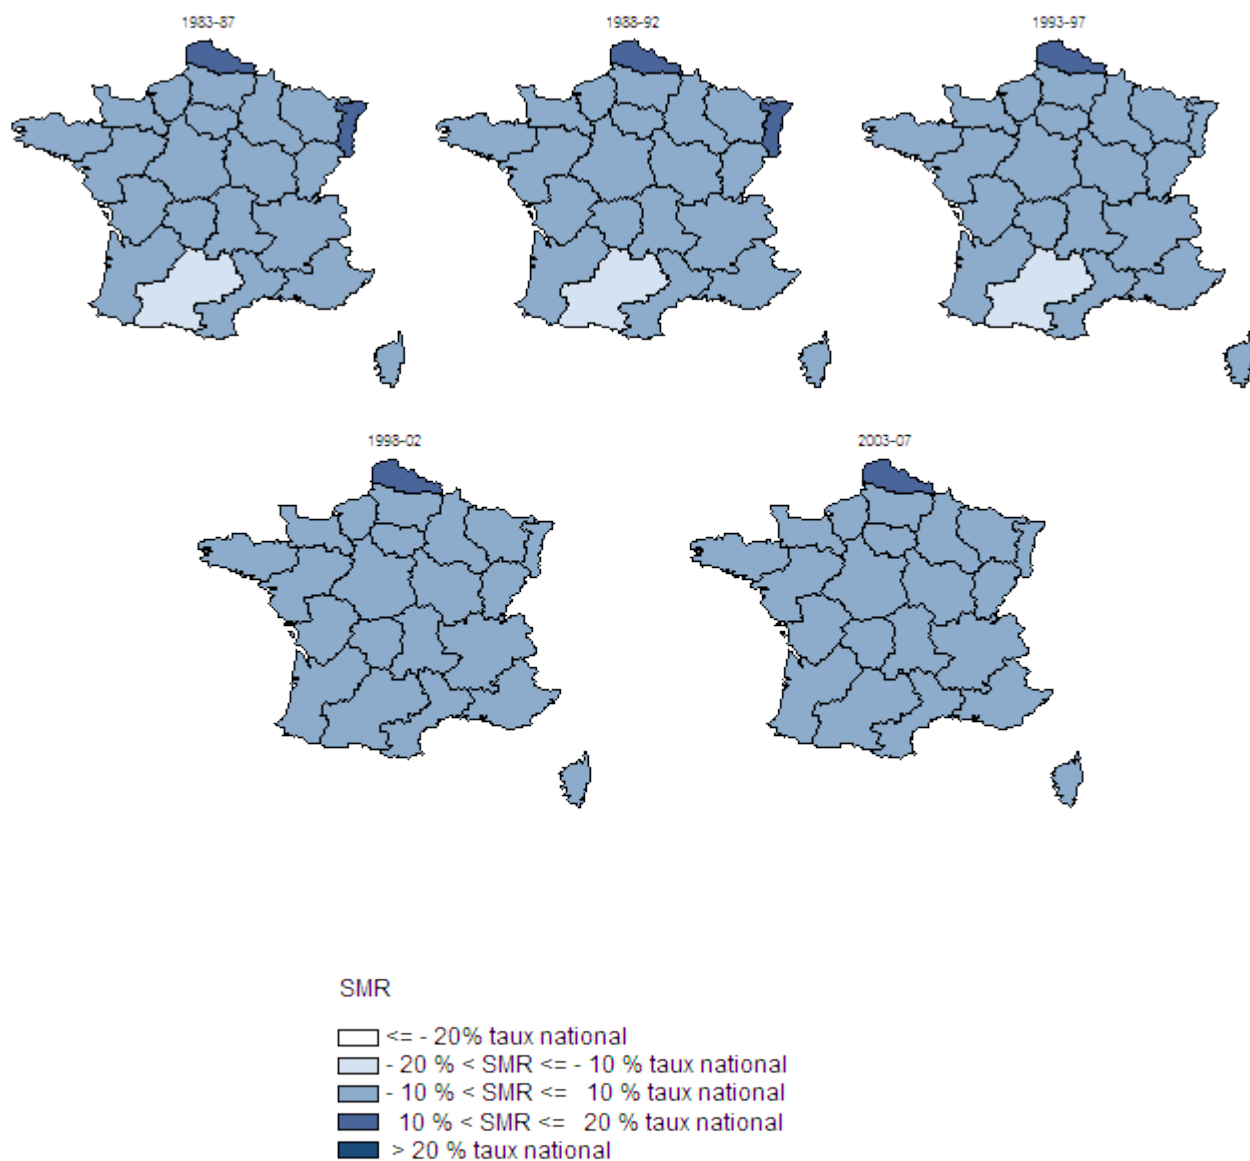 1983-87
1988-92
1993-97
1998-02
2003-07
SMR
<= - 20% taux national
- 20 % < SMR <= - 10 % taux national
- 10 % < SMR <= 10 % taux national
10 % < SMR <= 20 % taux national
> 20 % taux national